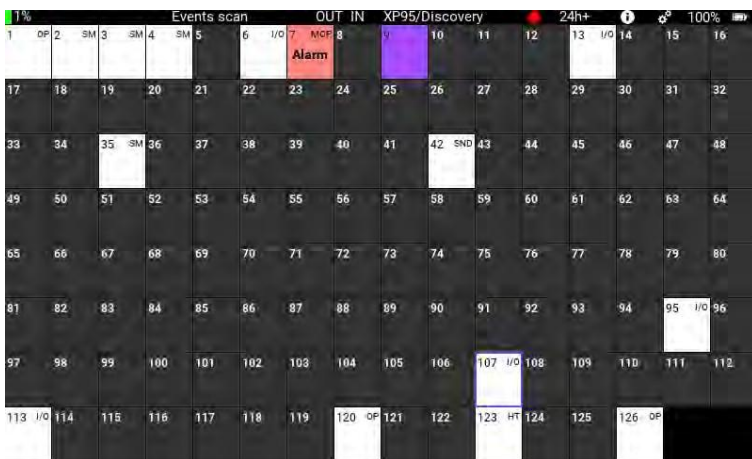 1% Events scan OUT IN XP95/Discovery 24h+ i 100%
1 OP 2 SM 3 SM 4 SM 5 6 I/O 7 MCP 8 9 10 11 12 13 I/O 14 15 16
Alarm
17 18 19 20 21 22 23 24 25 26 27 28 29 30 31 32
33 34 35 SM 36 37 38 39 40 41 42 SND 43 44 45 46 47 48
49 50 51 52 53 54 55 56 57 58 59 60 61 62 63 64
65 66 67 68 69 70 71 72 73 74 75 76 77 78 79 80
81 82 83 84 85 86 87 88 89 90 91 92 93 94 95 I/O 96
97 98 99 100 101 102 103 104 105 106 107 I/O 108 109 110 111 112
113 I/O 114 115 116 117 118 119 120 OP 121 122 123 HT 124 125 126 OP